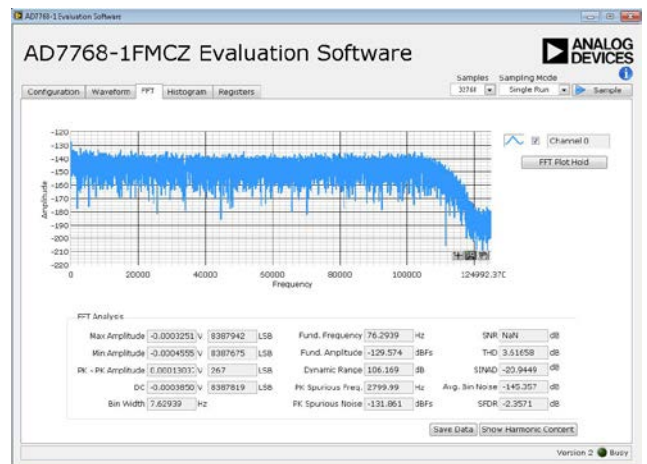 AD7768-1 Evaluation Software
AD7768-1FMCZ Evaluation Software
ANALOG
DEVICES
Samples Sampling Mode
Configuration Waveform FFT Histogram Registers
32768 Single Run Sample
Channel 0
FFT Plot Hold
Amplitude
-120
-130
-140
-150
-160
-170
-180
-190
-200
-210
-220
0 20000 40000 60000 80000 100000 124992.370
Frequency
FFT Analysis
Max Amplitude -0.0003251 V 8387942 LSB Fund. Frequency 76.2939 Hz SNR NaN dB
Min Amplitude -0.0004555 V 8387675 LSB Fund. Amplitude -129.574 dBFs THD 3.61658 dB
PK - PK Amplitude 0.00013037 V 267 LSB Dynamic Range 106.169 dB SINAD -20.9449 dB
DC -0.0003850 V 8387819 LSB PK Spurious Freq. 2799.99 Hz Avg. Bin Noise -145.357 dB
Bin Width 7.62939 Hz PK Spurious Noise -131.861 dBFs SFDR -2.3571 dB
Save Data Show Harmonic Content
Version 2 Busy